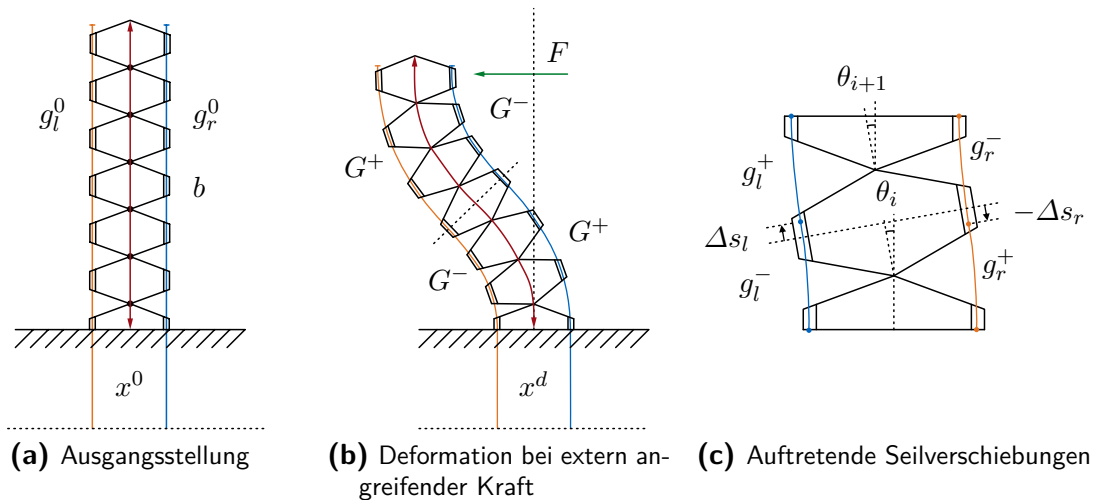 g_l^0
g_r^0
b
x^0
(a) Ausgangsstellung
F
G^-
G^+
G^+
G^-
x^d
(b) Deformation bei extern an-
greifender Kraft
θ_{i+1}
g_l^+
g_r^-
θ_i
Δs_l
-Δs_r
g_l^-
g_r^+
(c) Auftretende Seilverschiebungen